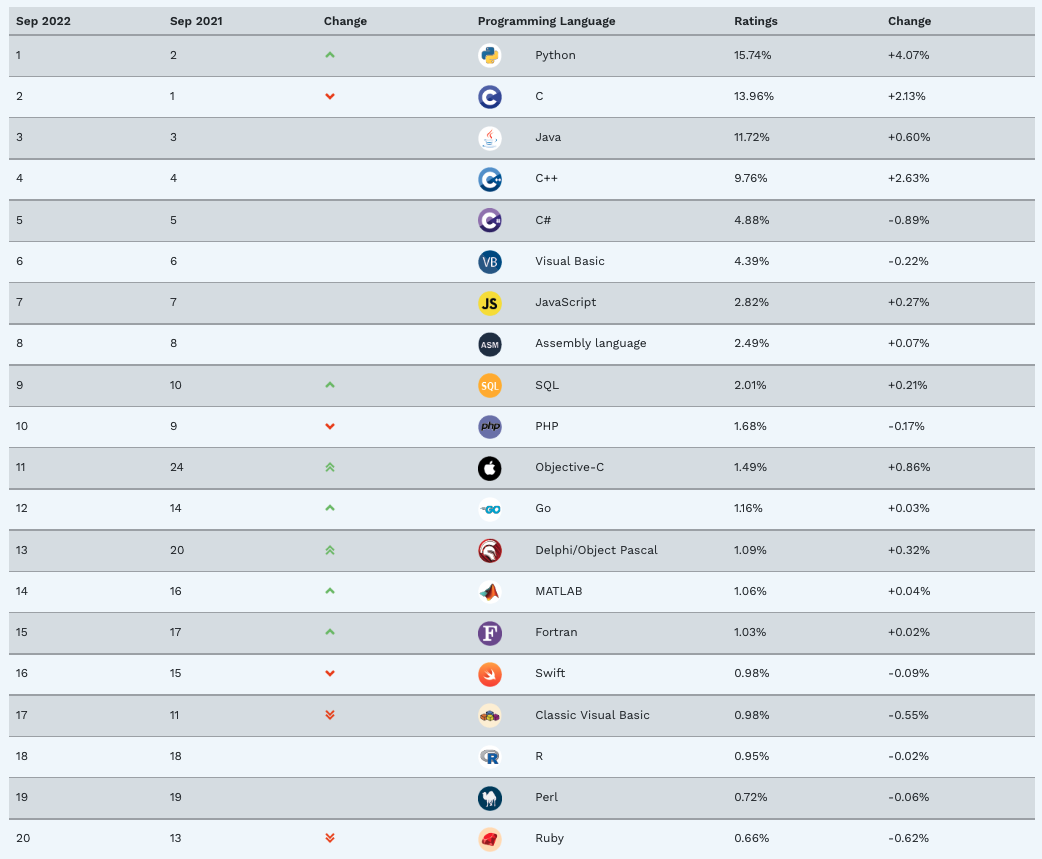 Sep 2022 Sep 2021 Change Programming Language Ratings Change
1 2 Python 15.74% +4.07%
2 1 C C 13.96% +2.13%
3 3 Java 11.72% +0.60%
4 4 C++ C++ 9.76% +2.63%
5 5 C# C# 4.88% -0.89%
6 6 VB Visual Basic 4.39% -0.22%
7 7 JS JavaScript 2.82% +0.27%
8 8 ASM Assembly language 2.49% +0.07%
9 10 SQL SQL 2.01% +0.21%
10 9 php PHP 1.68% -0.17%
11 24 Objective-C 1.49% +0.86%
12 14 GO Go 1.16% +0.03%
13 20 Delphi/Object Pascal 1.09% +0.32%
14 16 MATLAB 1.06% +0.04%
15 17 F Fortran 1.03% +0.02%
16 15 Swift 0.98% -0.09%
17 11 Classic Visual Basic 0.98% -0.55%
18 18 R R 0.95% -0.02%
19 19 Perl 0.72% -0.06%
20 13 Ruby 0.66% -0.62%